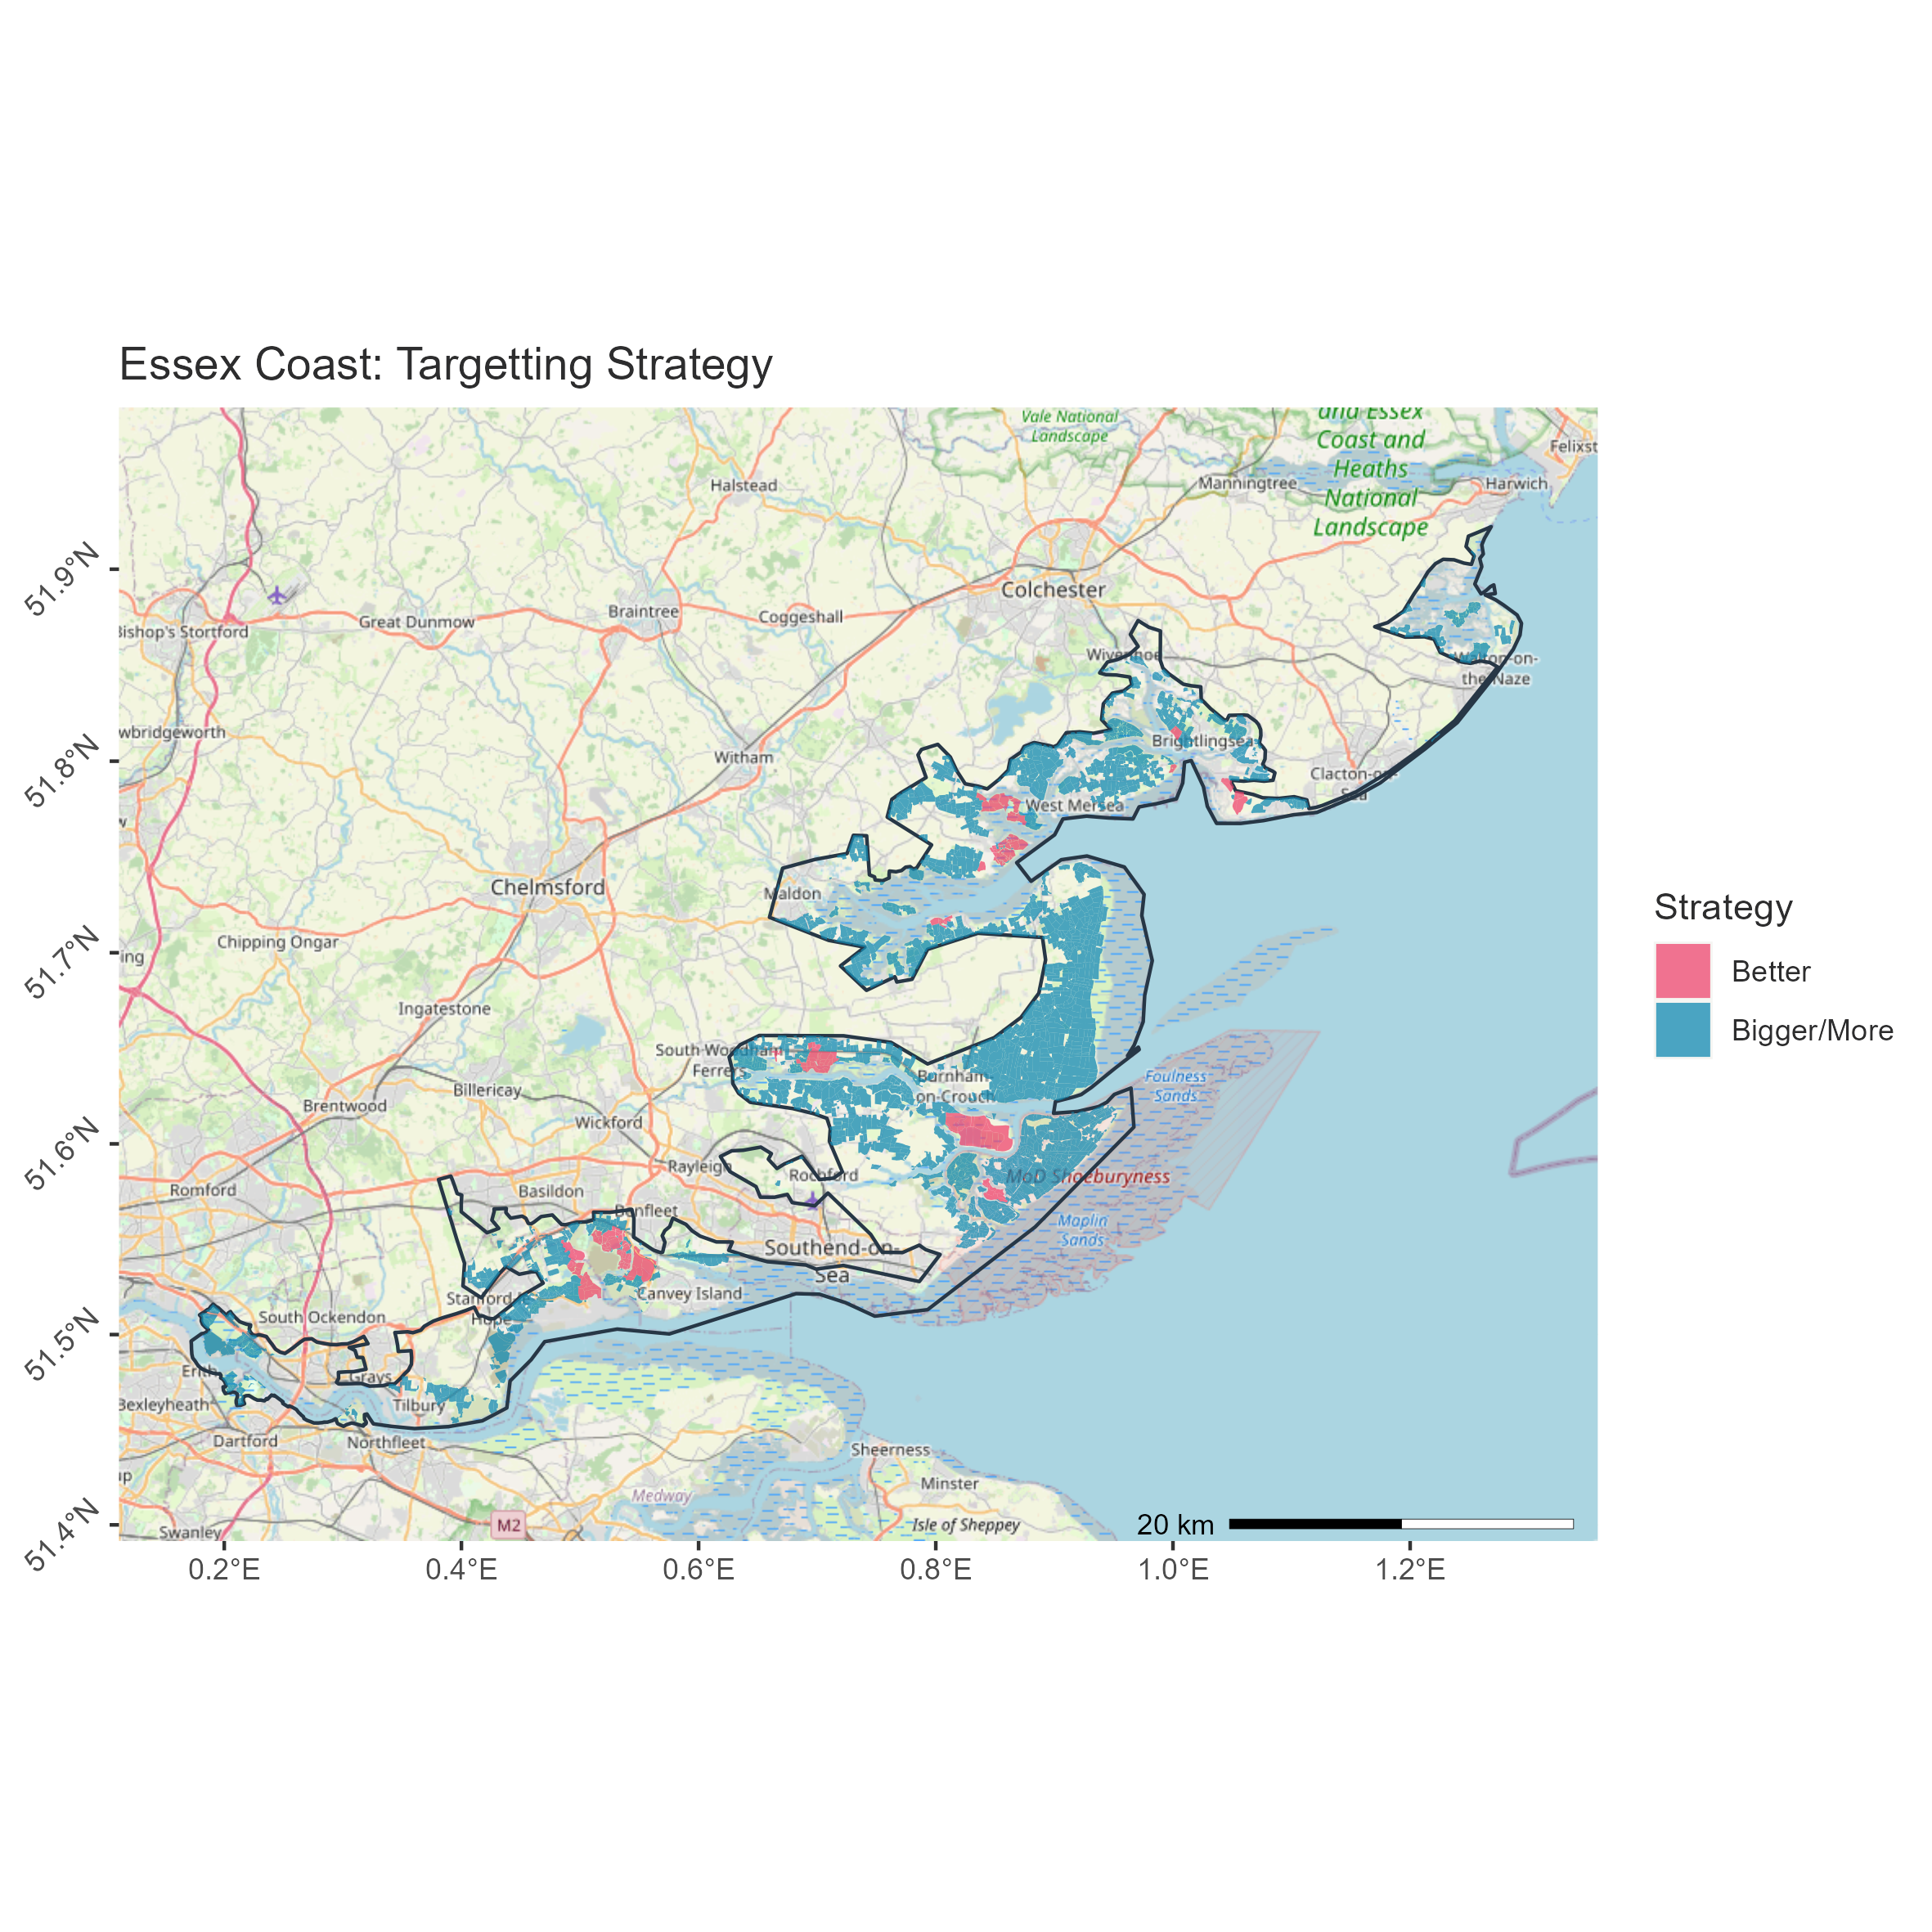 Essex Coast: Targetting Strategy
and Essex
Coast and
Heaths
National
Landscape
Vale National
Landscape
Felixst
Halstead
Manningtree
Harwich
51.9°N
Colchester
Braintree
Coggeshall
Great Dunmow
Bishop's Stortford
Wivenhoe
Walton-on-
the Naze
wbridgeworth
Witham
Brightlingsea
51.8°N
Clacton-on-
Sea
West Mersea
Chelmsford
Maldon
Strategy
Better
Bigger/More
Chipping Ongar
51.7°N
ing
Ingatestone
South Woodham
Ferrers
Burnham-
on-Crouch
Foulness
Sands
Billericay
Brentwood
Wickford
51.6°N
Rayleigh
Rochford
MoD Shoeburyness
Romford
Basildon
Benfleet
Maplin
Sands
Southend-on-
Sea
Canvey Island
Stanford-le-
Hope
South Ockendon
51.5°N
Erith
Grays
Bexleyheath
Tilbury
Dartford
Northfleet
Sheerness
Minster
up
Medway
M2
Isle of Sheppey
Swanley
20 km
51.4°N
0.2°E
0.4°E
0.6°E
0.8°E
1.0°E
1.2°E